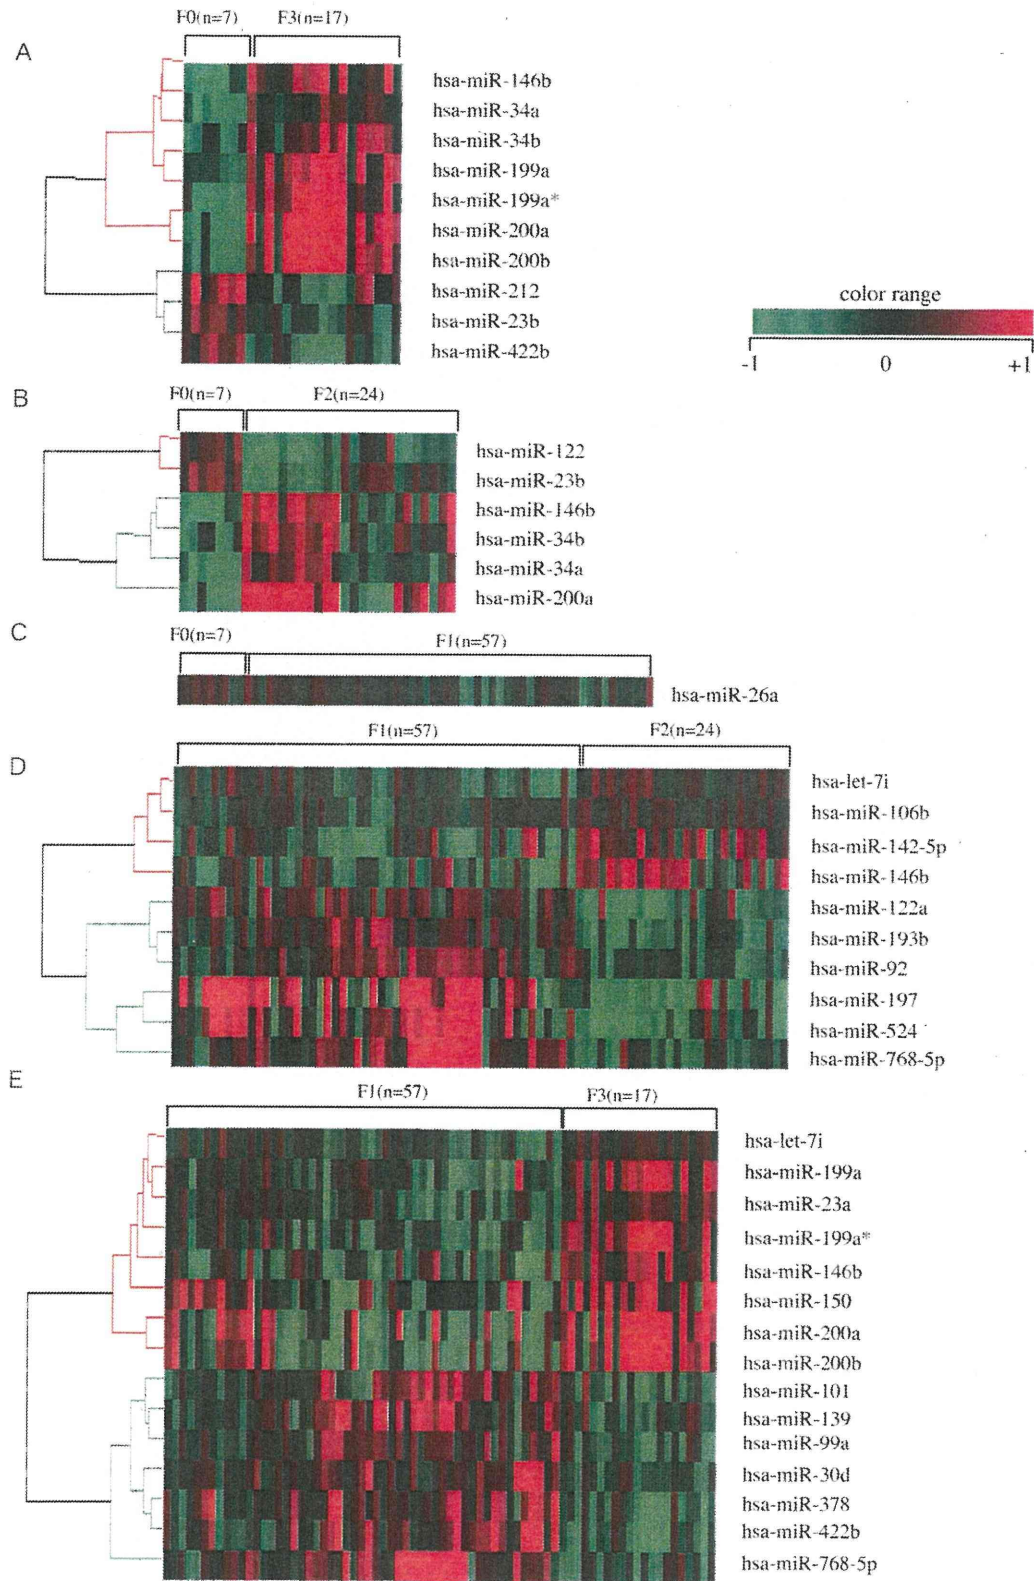 A
F0(n=7) F3(n=17)
hsa-miR-146b
hsa-miR-34a
hsa-miR-34b
hsa-miR-199a
hsa-miR-199a*
hsa-miR-200a
hsa-miR-200b
hsa-miR-212
hsa-miR-23b
hsa-miR-422b
color range
-1 0 +1
B
F0(n=7) F2(n=24)
hsa-miR-122
hsa-miR-23b
hsa-miR-146b
hsa-miR-34b
hsa-miR-34a
hsa-miR-200a
C
F0(n=7) F1(n=57)
hsa-miR-26a
D
F1(n=57) F2(n=24)
hsa-let-7i
hsa-miR-106b
hsa-miR-142-5p
hsa-miR-146b
hsa-miR-122a
hsa-miR-193b
hsa-miR-92
hsa-miR-197
hsa-miR-524
hsa-miR-768-5p
E
F1(n=57) F3(n=17)
hsa-let-7i
hsa-miR-199a
hsa-miR-23a
hsa-miR-199a*
hsa-miR-146b
hsa-miR-150
hsa-miR-200a
hsa-miR-200b
hsa-miR-101
hsa-miR-139
hsa-miR-99a
hsa-miR-30d
hsa-miR-378
hsa-miR-422b
hsa-miR-768-5p